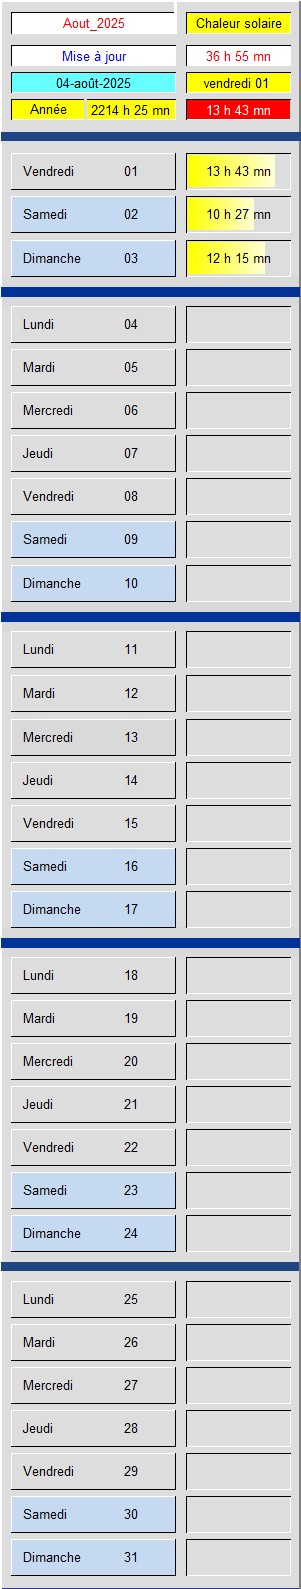 Aout_2025 Chaleur solaire
Mise à jour 36 h 55 mn
04-août-2025 vendredi 01
Année 2214 h 25 mn 13 h 43 mn
Vendredi 01 13 h 43 mn
Samedi 02 10 h 27 mn
Dimanche 03 12 h 15 mn
Lundi 04
Mardi 05
Mercredi 06
Jeudi 07
Vendredi 08
Samedi 09
Dimanche 10
Lundi 11
Mardi 12
Mercredi 13
Jeudi 14
Vendredi 15
Samedi 16
Dimanche 17
Lundi 18
Mardi 19
Mercredi 20
Jeudi 21
Vendredi 22
Samedi 23
Dimanche 24
Lundi 25
Mardi 26
Mercredi 27
Jeudi 28
Vendredi 29
Samedi 30
Dimanche 31